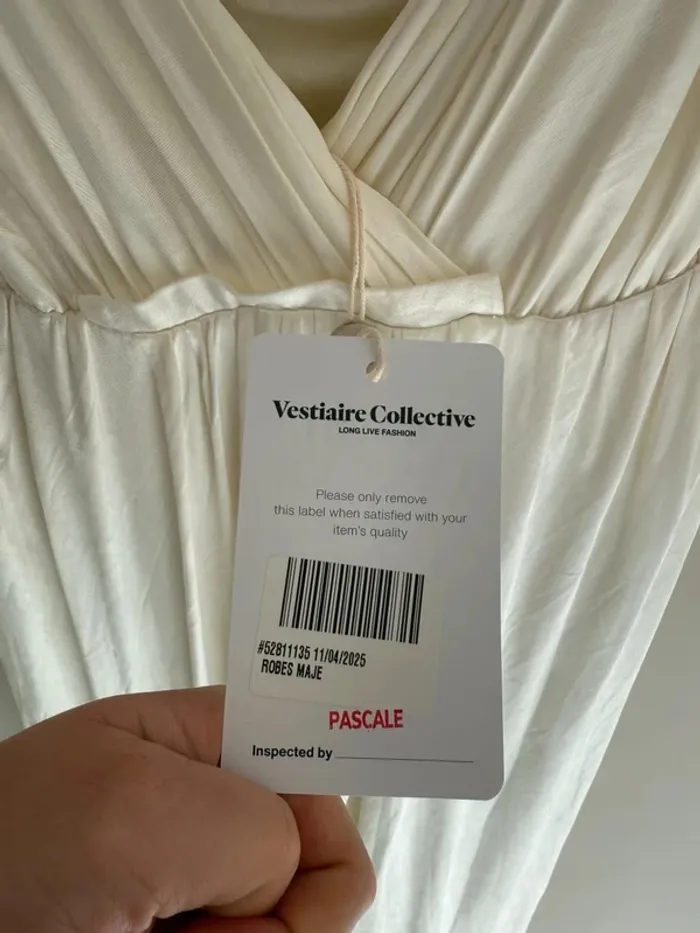 Vestiaire Collective
LONG LIVE FASHION
Please only remove
this label when satisfied with your
item's quality
#52811135 11/04/2025
ROBES MAJE
PASCALE
Inspected by